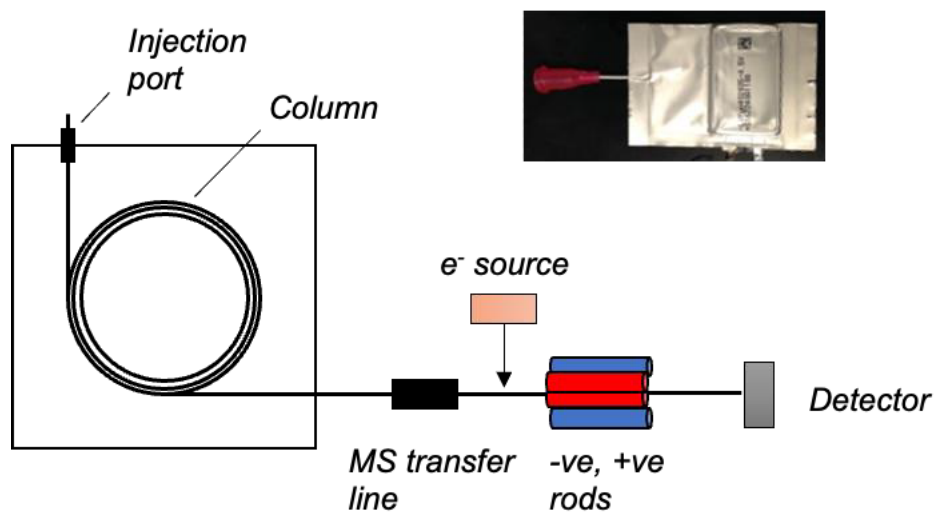 Injection
port
Column
e- source
MS transfer
line
-ve, +ve
rods
Detector